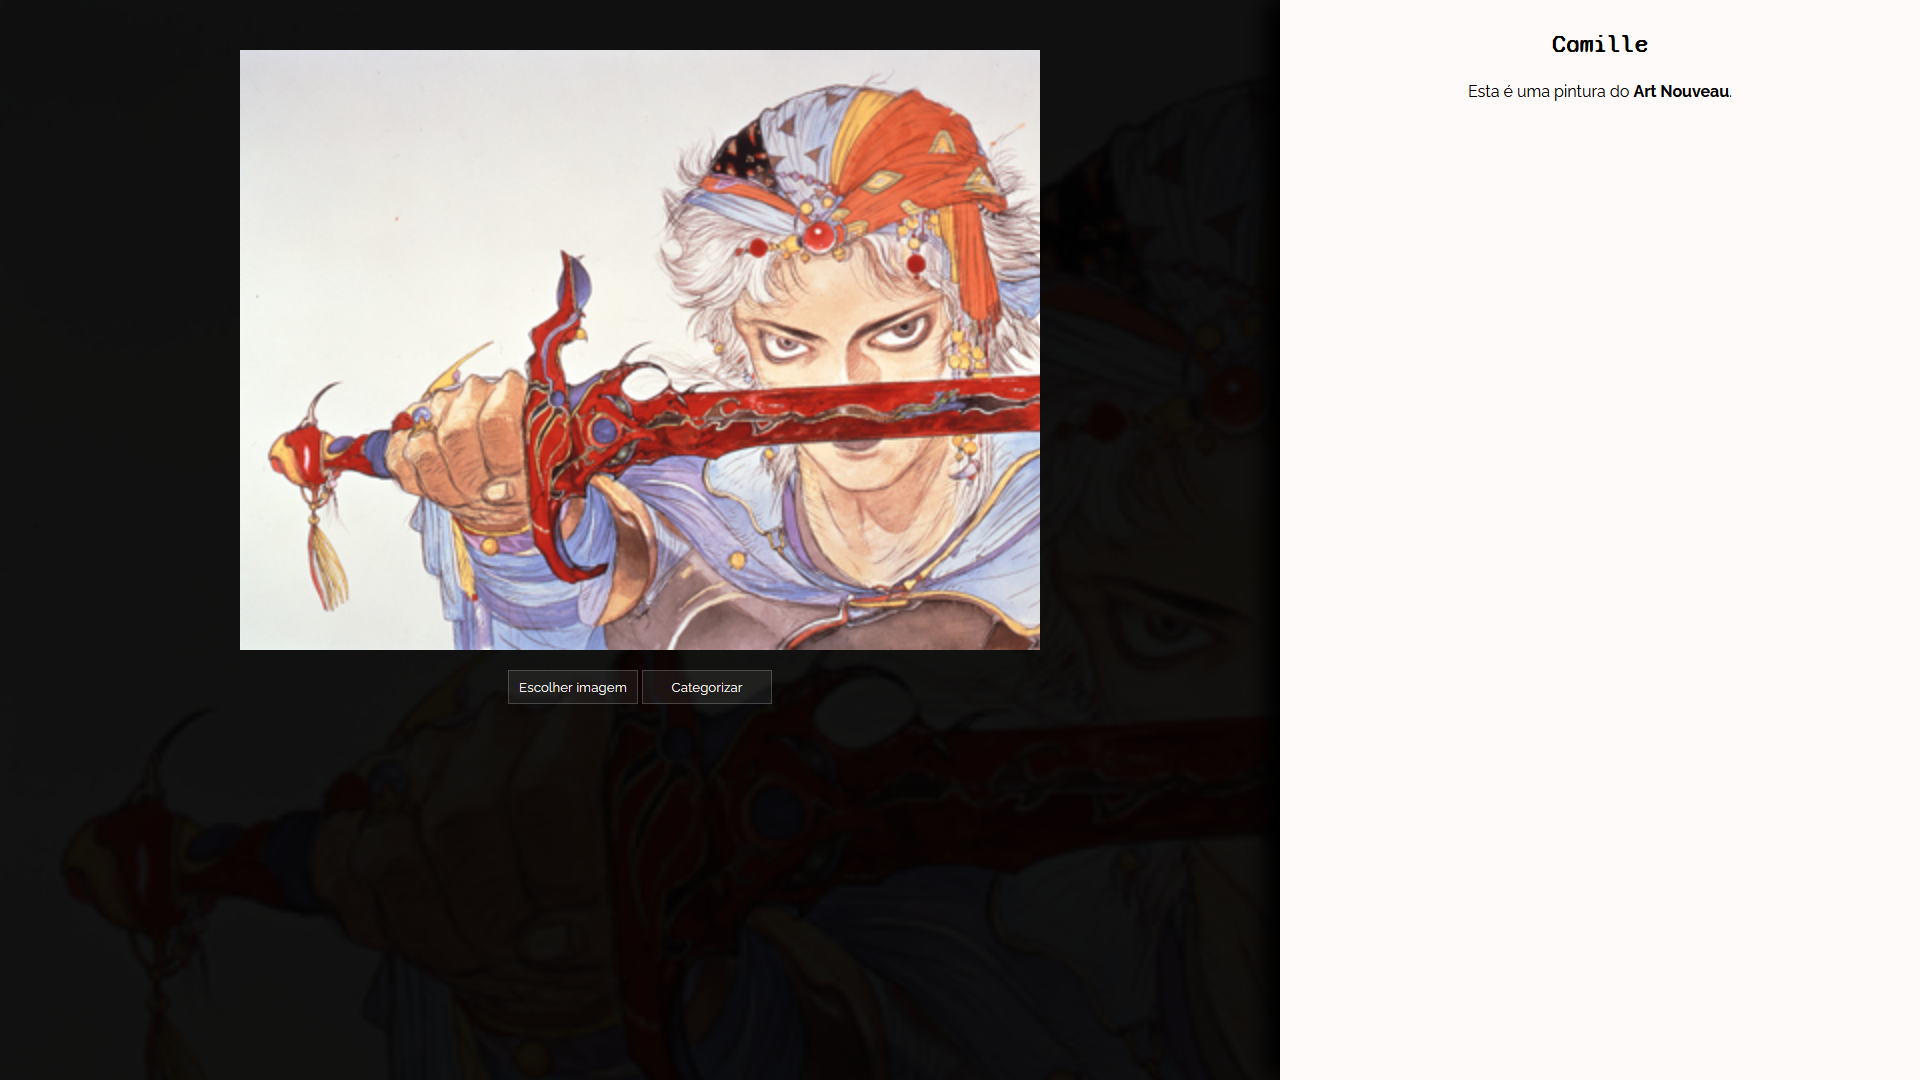 Camille
Esta é uma pintura do Art Nouveau.
Escolher imagem
Categorizar